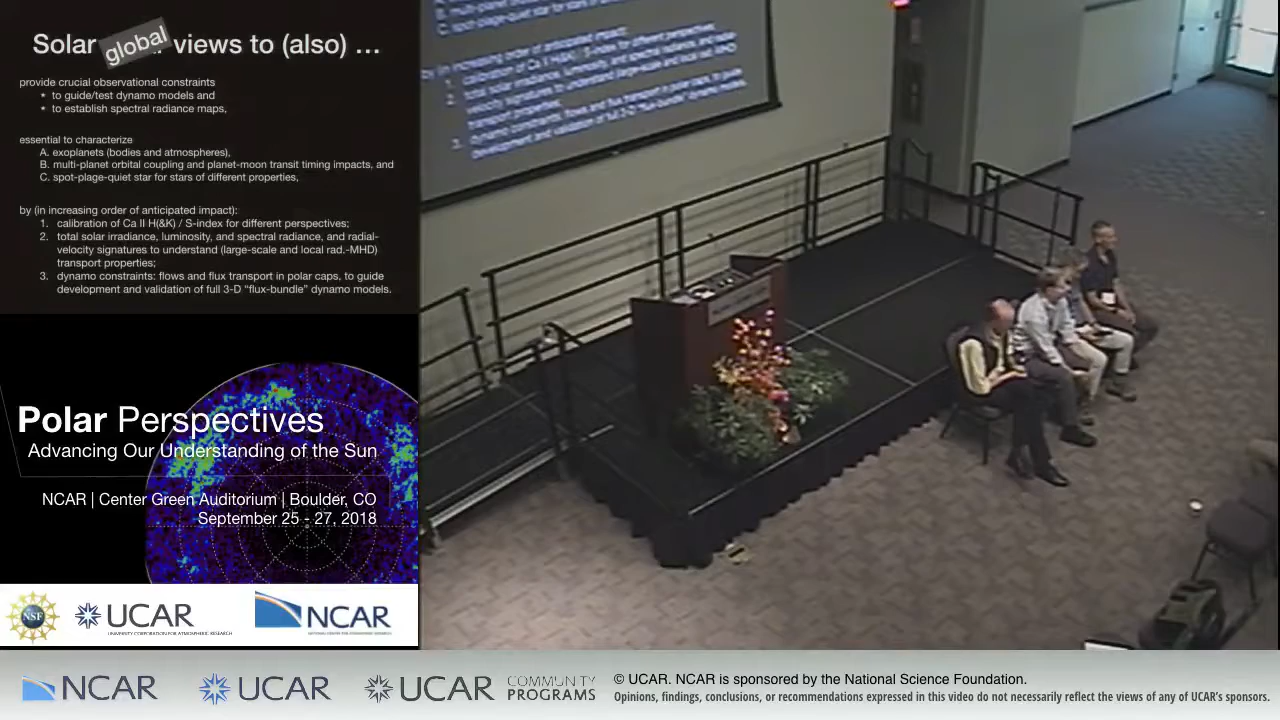 Solar global views to (also) …
provide crucial observational constraints
• to guide/test dynamo models and
• to establish spectral radiance maps,
essential to characterize
A. exoplanets (bodies and atmospheres),
B. multi-planet orbital coupling and planet-moon transit timing impacts, and
C. spot-plage-quiet star for stars of different properties,
by (in increasing order of anticipated impact):
1. calibration of Ca II H(&K) / S-index for different perspectives;
2. total solar irradiance, luminosity, and spectral radiance, and radial-
velocity signatures to understand (large-scale and local rad.-MHD)
transport properties;
3. dynamo constraints: flows and flux transport in polar caps, to guide
development and validation of full 3-D “flux-bundle” dynamo models.
Polar Perspectives
Advancing Our Understanding of the Sun
NCAR | Center Green Auditorium | Boulder, CO
September 25 - 27, 2018
NSF
UCAR
UNIVERSITY CORPORATION FOR ATMOSPHERIC RESEARCH
NCAR
NCAR
UCAR
UCAR
COMMUNITY
PROGRAMS
© UCAR. NCAR is sponsored by the National Science Foundation.
Opinions, findings, conclusions, or recommendations expressed in this video do not necessarily reflect the views of any of UCAR's sponsors.